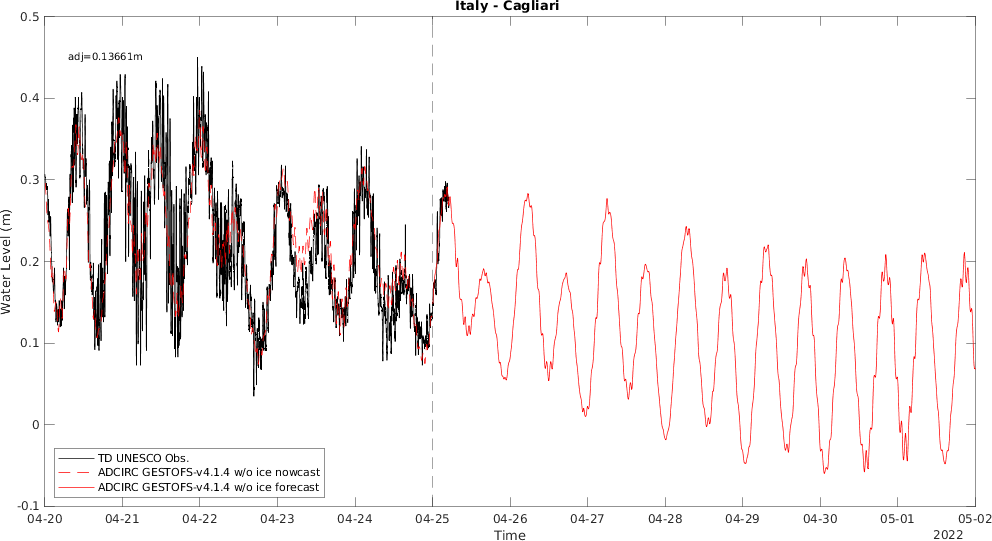 Italy - Cagliari
adj=0.13661m
0.5
0.4
0.3
0.2
0.1
0
-0.1
Water Level (m)
TD UNESCO Obs.
ADCIRC GESTOFS-v4.1.4 w/o ice nowcast
ADCIRC GESTOFS-v4.1.4 w/o ice forecast
04-20 04-21 04-22 04-23 04-24 04-25 04-26 04-27 04-28 04-29 04-30 05-01 05-02
Time
2022